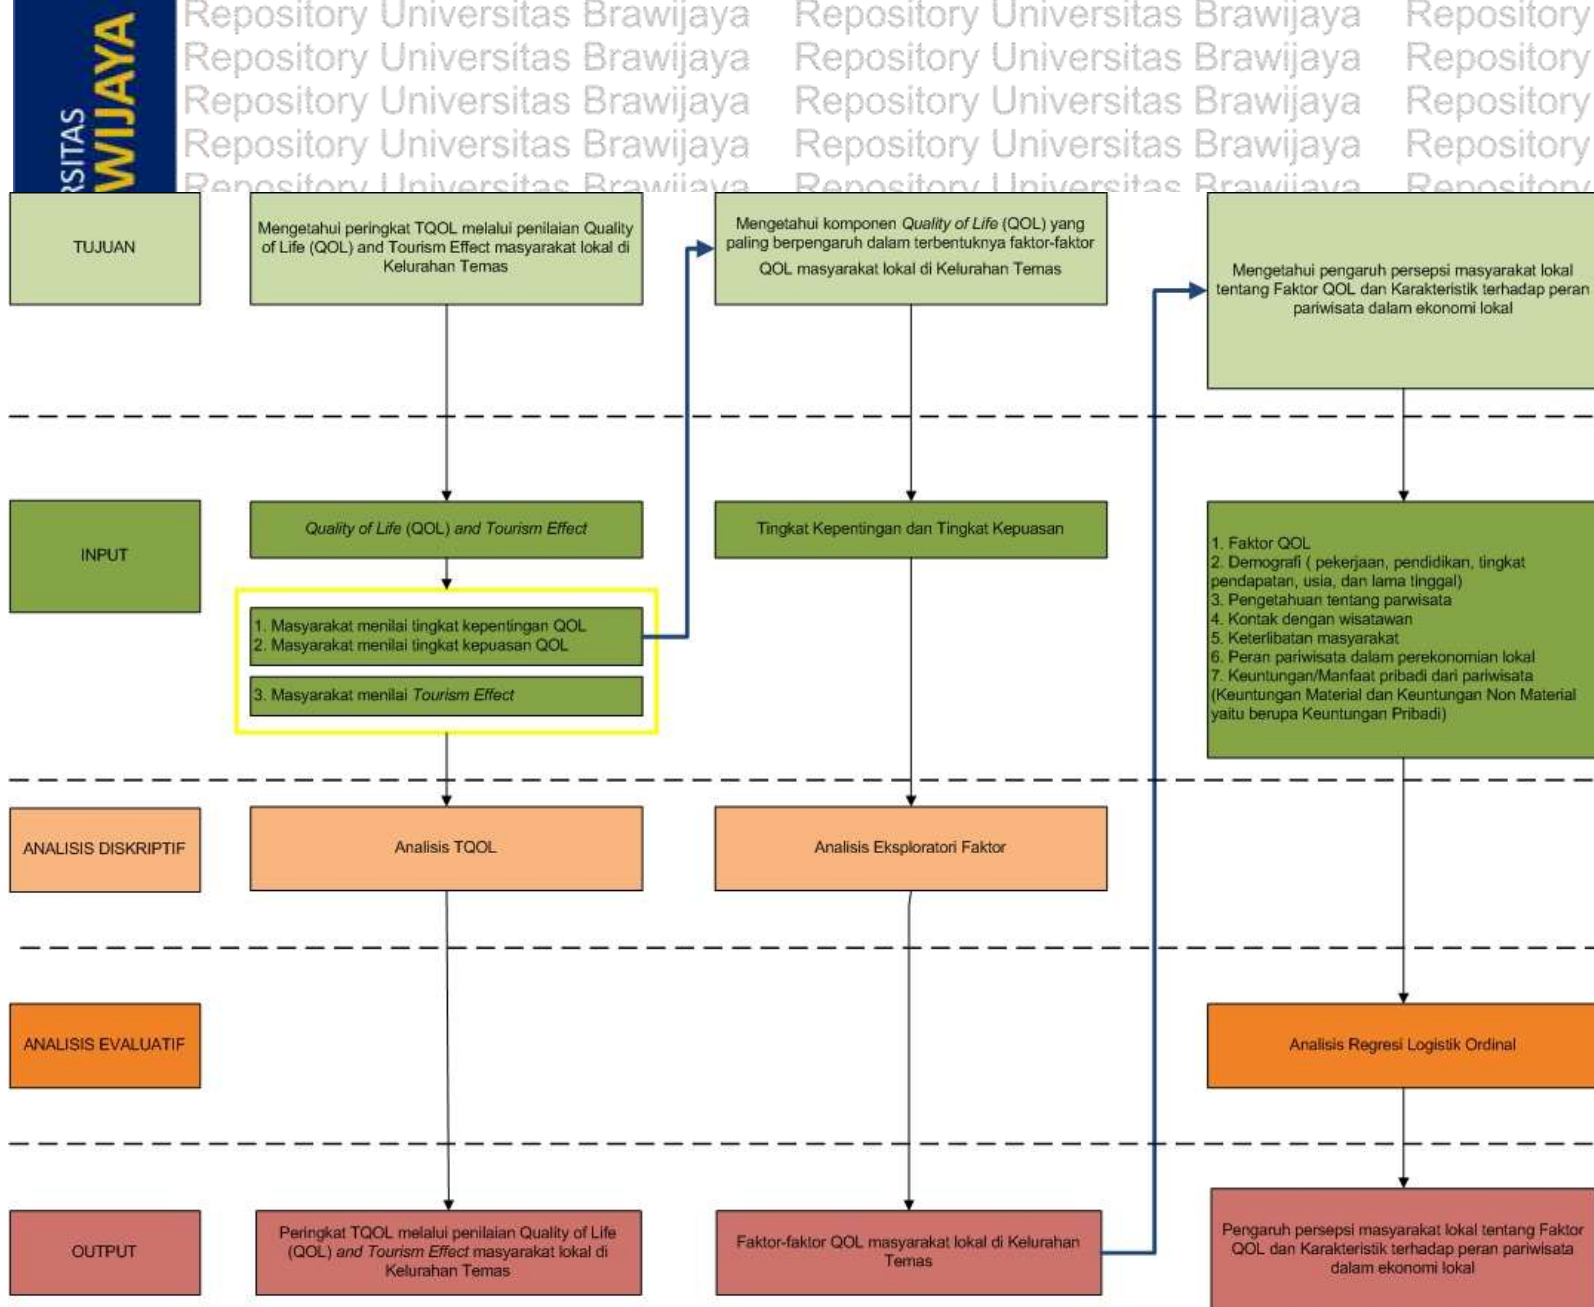 Repository Universitas Brawijaya Repository Universitas Brawijaya Repository
Repository Universitas Brawijaya Repository Universitas Brawijaya Repository
Repository Universitas Brawijaya Repository Universitas Brawijaya Repository
Repository Universitas Brawijaya Repository Universitas Brawijaya Repository
Repository Universitas Brawijaya Repository Universitas Brawijaya Repository
RSITAS
WIJAYA
TUJUAN
Mengetahui peringkat TQOL melalui penilaian Quality
of Life (QOL) and Tourism Effect masyarakat lokal di
Kelurahan Temas
Mengetahui komponen Quality of Life (QOL) yang
paling berpengaruh dalam terbentuknya faktor-faktor
QOL masyarakat lokal di Kelurahan Temas
Mengetahui pengaruh persepsi masyarakat lokal
tentang Faktor QOL dan Karakteristik terhadap peran
pariwisata dalam ekonomi lokal
INPUT
Quality of Life (QOL) and Tourism Effect
1. Masyarakat menilai tingkat kepentingan QOL
2. Masyarakat menilai tingkat kepuasan QOL
3. Masyarakat menilai Tourism Effect
Tingkat Kepentingan dan Tingkat Kepuasan
1. Faktor QOL
2. Demografi ( pekerjaan, pendidikan, tingkat
pendapatan, usia, dan lama tinggal)
3. Pengetahuan tentang parwisata
4. Kontak dengan wisatawan
5. Keterlibatan masyarakat
6. Peran pariwisata dalam perekonomian lokal
7. Keuntungan/Manfaat pribadi dari pariwisata
(Keuntungan Material dan Keuntungan Non Material
yaitu berupa Keuntungan Pribadi)
ANALISIS DISKRIPTIF
Analisis TQOL
Analisis Eksploratori Faktor
ANALISIS EVALUATIF
Analisis Regresi Logistik Ordinal
OUTPUT
Peringkat TQOL melalui penilaian Quality of Life
(QOL) and Tourism Effect masyarakat lokal di
Kelurahan Temas
Faktor-faktor QOL masyarakat lokal di Kelurahan
Temas
Pengaruh persepsi masyarakat lokal tentang Faktor
QOL dan Karakteristik terhadap peran pariwisata
dalam ekonomi lokal